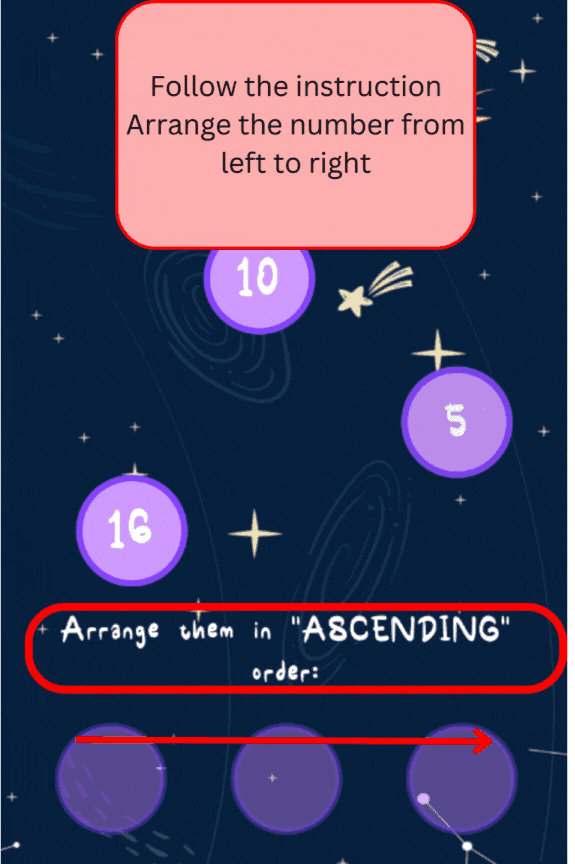 Follow the instruction
Arrange the number from
left to right
10
5
16
Arrange them in "ASCENDING"
order: